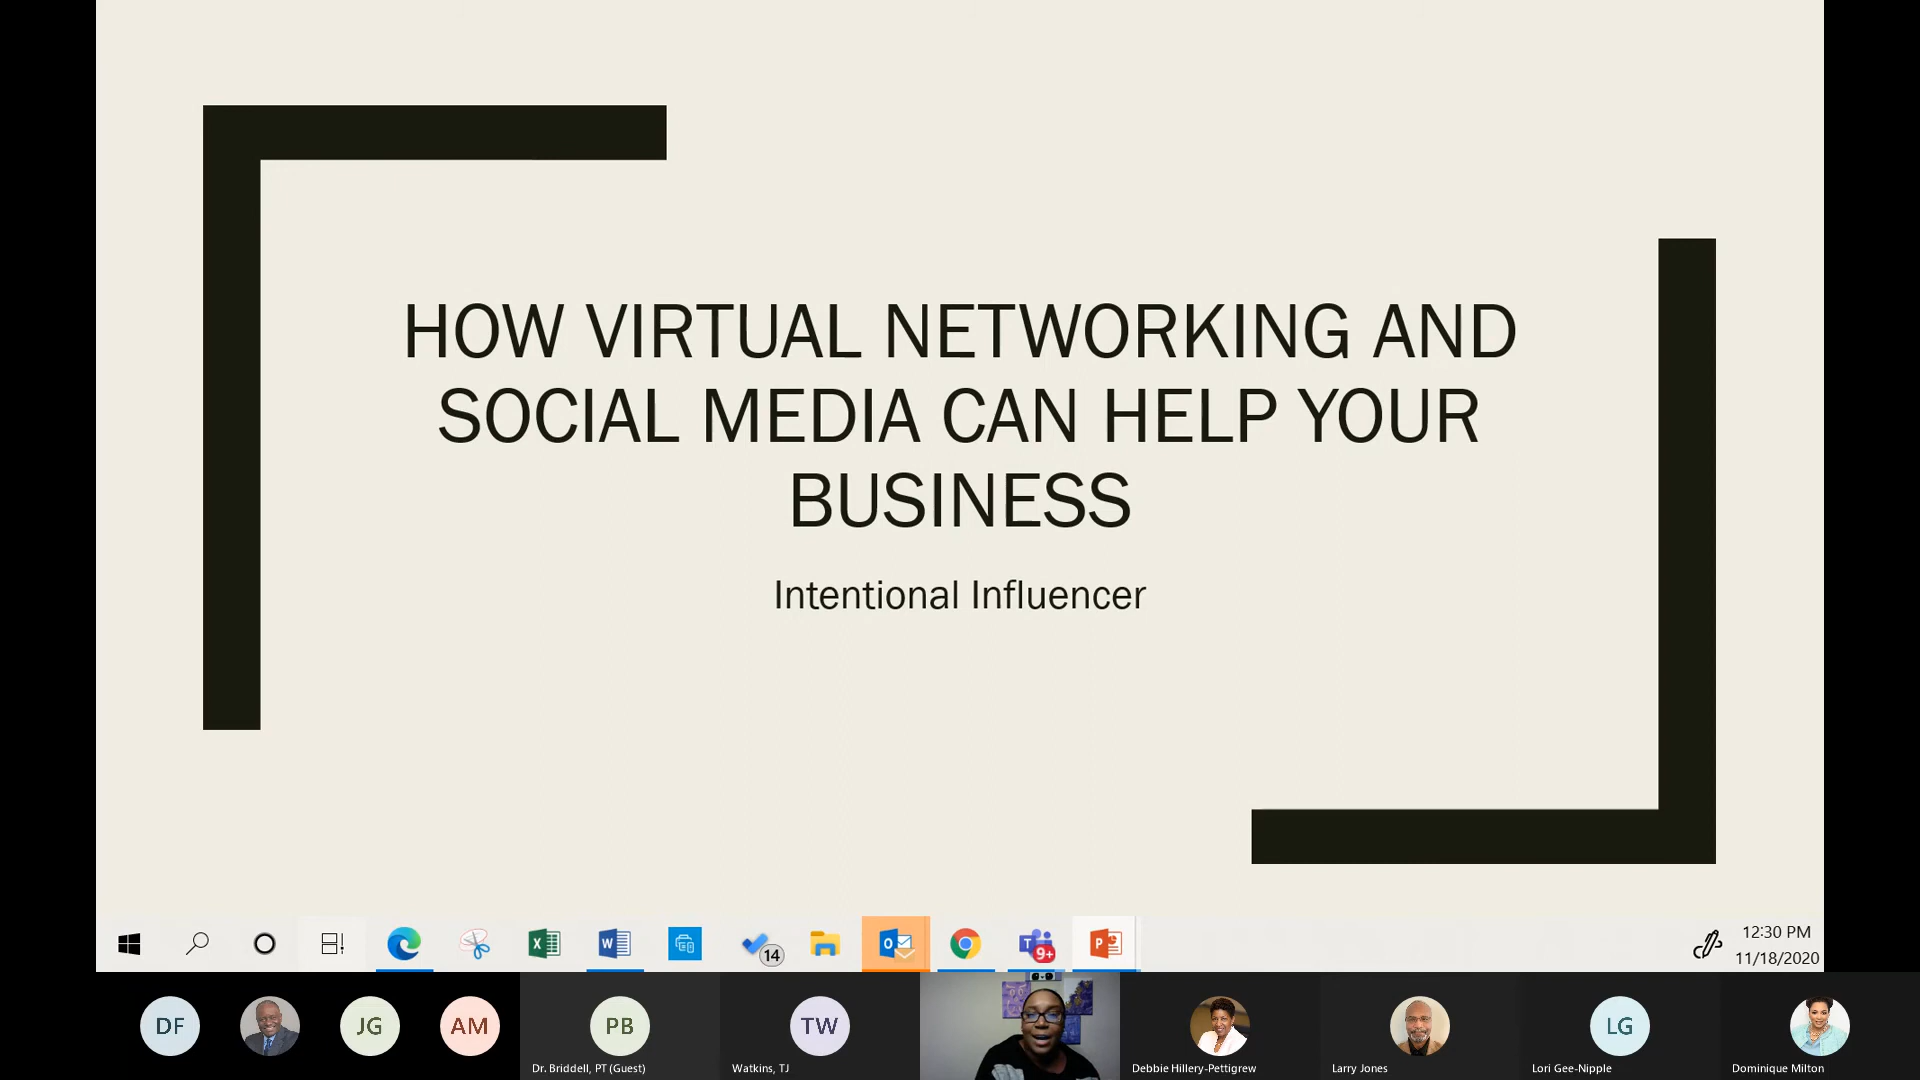 HOW VIRTUAL NETWORKING AND
SOCIAL MEDIA CAN HELP YOUR
BUSINESS
Intentional Influencer
X
W
14
O
T
9+
P
12:30 PM
11/18/2020
DF
JG
AM
PB
TW
LG
Dr. Briddell, PT (Guest)
Watkins, TJ
Debbie Hillery-Pettigrew
Larry Jones
Lori Gee-Nipple
Dominique Milton